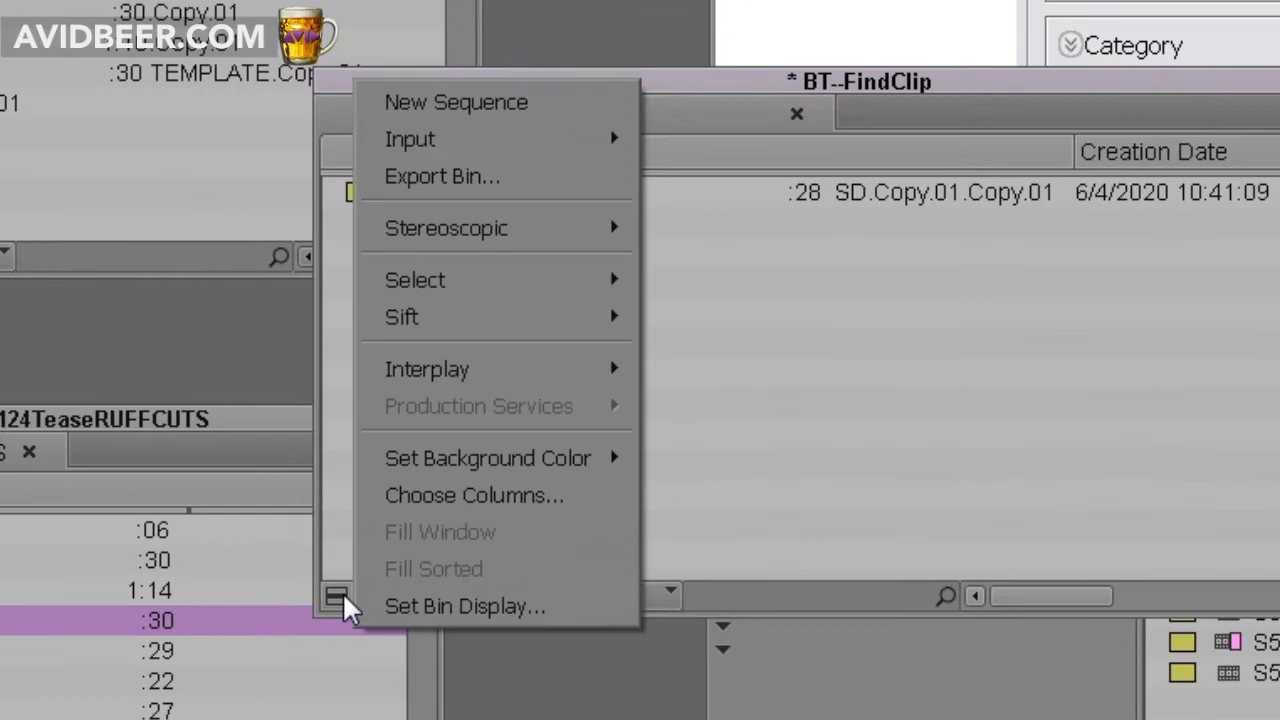 :30.Copy.01
AVIDBEER.COM
AVID
:30 TEMPLATE.Cop
01
Category
* BT--FindClip
Creation Date
:28 SD.Copy.01.Copy.01 6/4/2020 10:41:09
New Sequence
Input
Export Bin...
Stereoscopic
Select
Sift
Interplay
Production Services
Set Background Color
Choose Columns...
Fill Window
Fill Sorted
Set Bin Display...
124TeaseRUFFCUTS
S
:06
:30
1:14
:30
:29
:22
:27
S5
S5